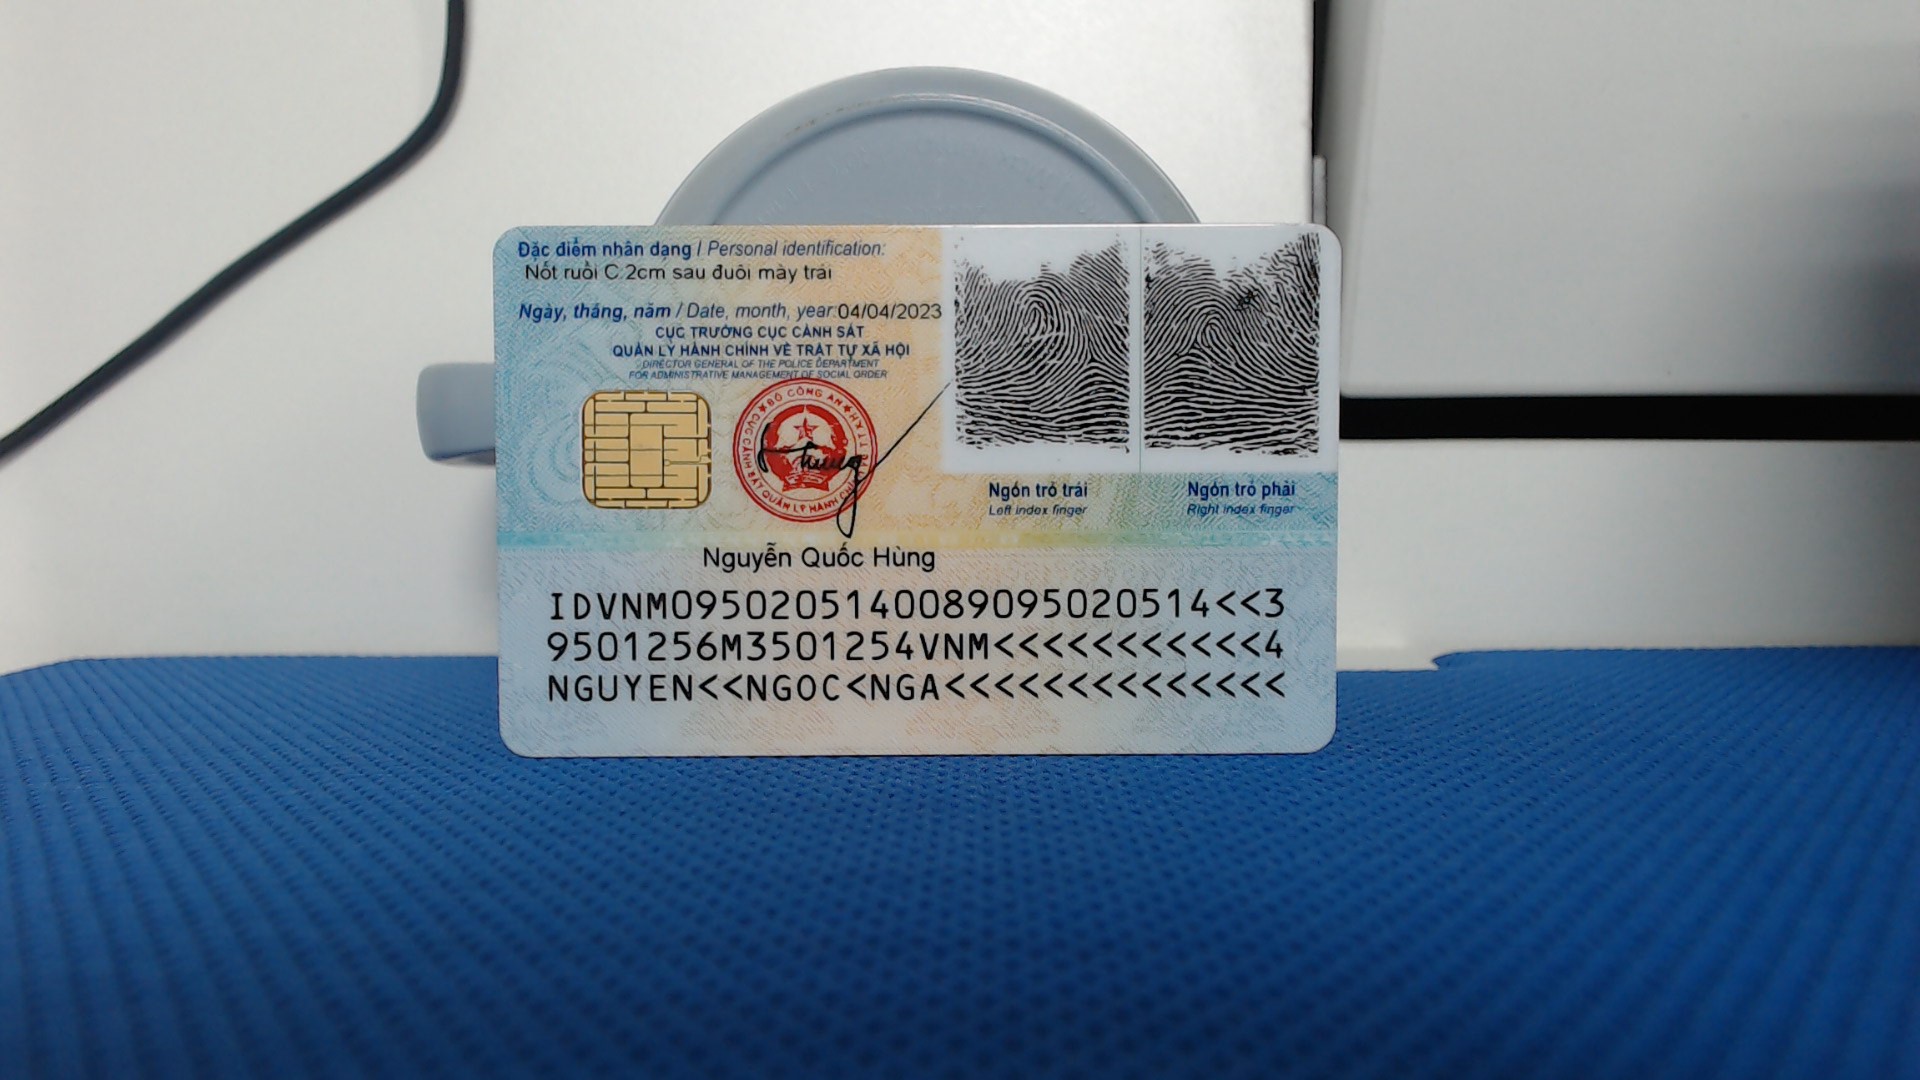 Đặc điểm nhân dạng / Personal identification:
Nốt ruồi C.2cm sau đuôi mày trái
Ngày, tháng, năm / Date, month, year:04/04/2023
CỤC TRƯỞNG CỤC CẢNH SÁT
QUẢN LÝ HÀNH CHÍNH VỀ TRẬT TỰ XÃ HỘI
DIRECTOR GENERAL OF THE POLICE DEPARTMENT
FOR ADMINISTRATIVE MANAGEMENT OF SOCIAL ORDER
BỘ CÔNG AN
Ngón trỏ trái
Left index finger
Ngón trỏ phải
Right index finger
Nguyễn Quốc Hùng
IDVNM0950205140089095020514<<3
9501256M3501254VNM<<<<<<<<<<<4
NGUYEN<<NGOC<NGA<<<<<<<<<<<<<<